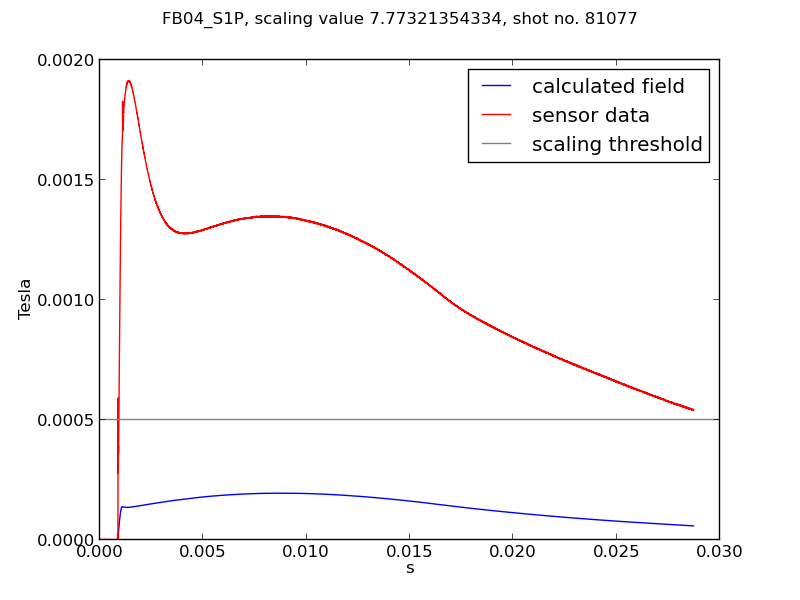 FB04_S1P, scaling value 7.77321354334, shot no. 81077
0.0020
0.0015
0.0010
0.0005
0.0000
Tesla
calculated field
sensor data
scaling threshold
0.000
0.005
0.010
0.015
0.020
0.025
0.030
s